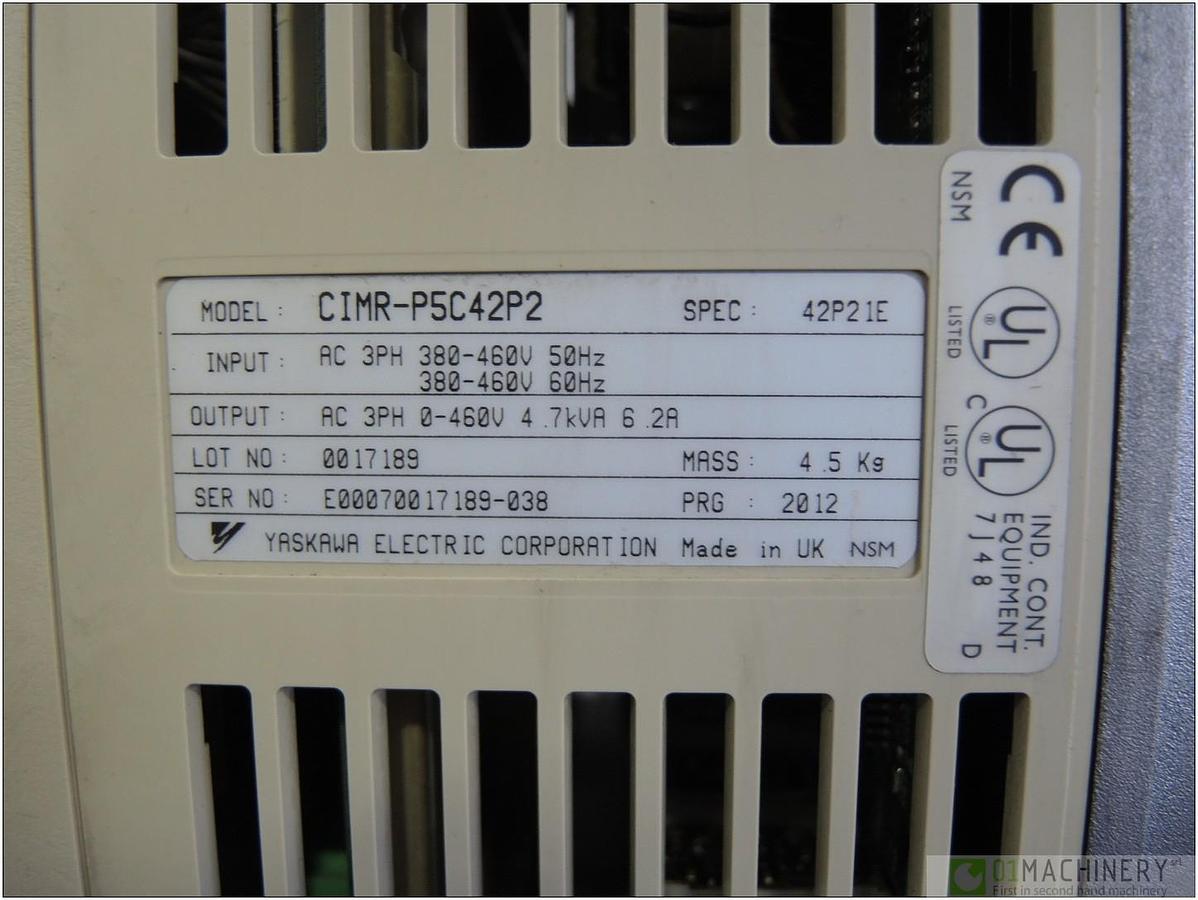 MODEL : CIMR-P5C42P2 SPEC : 42P21E
INPUT : AC 3PH 380-460V 50Hz
380-460V 60Hz
OUTPUT : AC 3PH 0-460V 4.7kVA 6.2A
LOT NO : 0017189 MASS : 4.5 Kg
SER NO : E00070017189-038 PRG : 2012
YASKAWA ELECTRIC CORPORATION Made in UK NSM
CE
NSM
UL
®
LISTED
C UL
®
LISTED
IND. CONT.
EQUIPMENT
7J48 D
01MACHINERY srl
First in second hand machinery